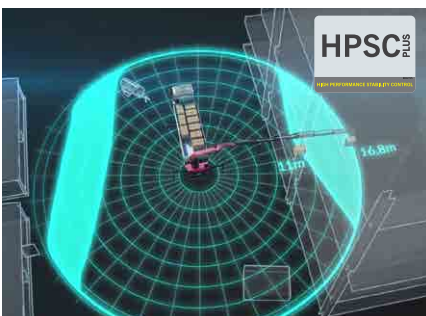 HPSC PLUS
HIGH PERFORMANCE STABILITY CONTROL
11m
16,8m